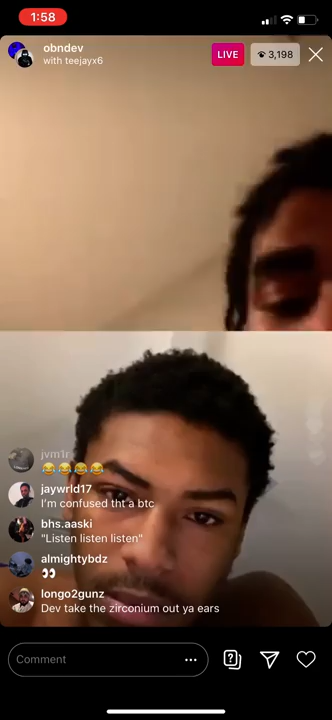 1:58
obndev
with teejayx6
LIVE
3,198
jvm1r
😂😂😂😂
jaywrld17
I'm confused tht a btc
bhs.aaski
"Listen listen listen"
almightybdz
👀
longo2gunz
Dev take the zirconium out ya ears
Comment